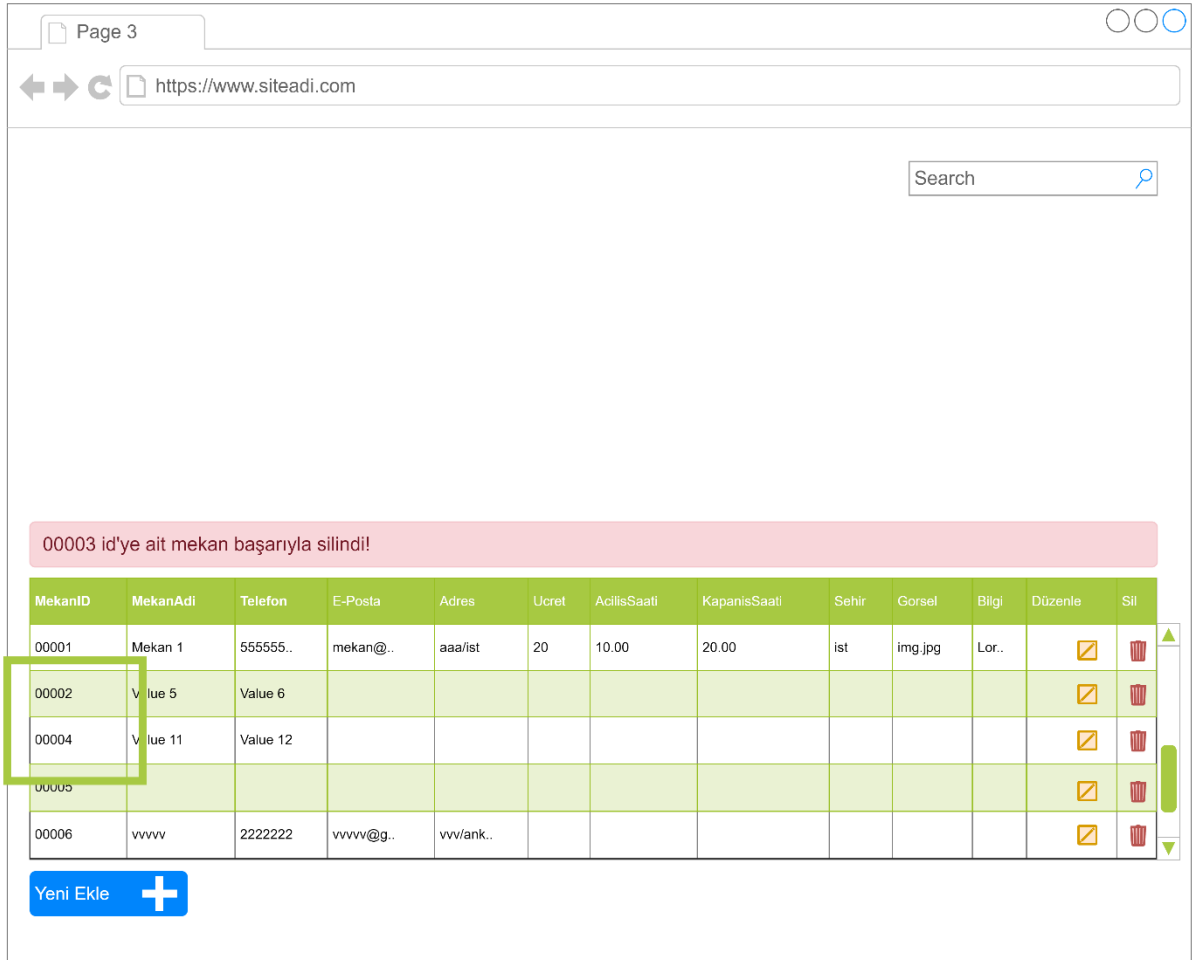 Page 3
https://www.siteadi.com
Search
00003 id'ye ait mekan başarıyla silindi!
MekanID MekanAdi Telefon E-Posta Adres Ucret AcilisSaati KapanisSaati Sehir Gorsel Bilgi Düzenle Sil
00001 Mekan 1 555555.. mekan@.. aaa/ist 20 10.00 20.00 ist img.jpg Lor..
00002 Value 5 Value 6
00004 Value 11 Value 12
00005
00006 vvvvv 2222222 vvvvv@g.. vvv/ank..
Yeni Ekle